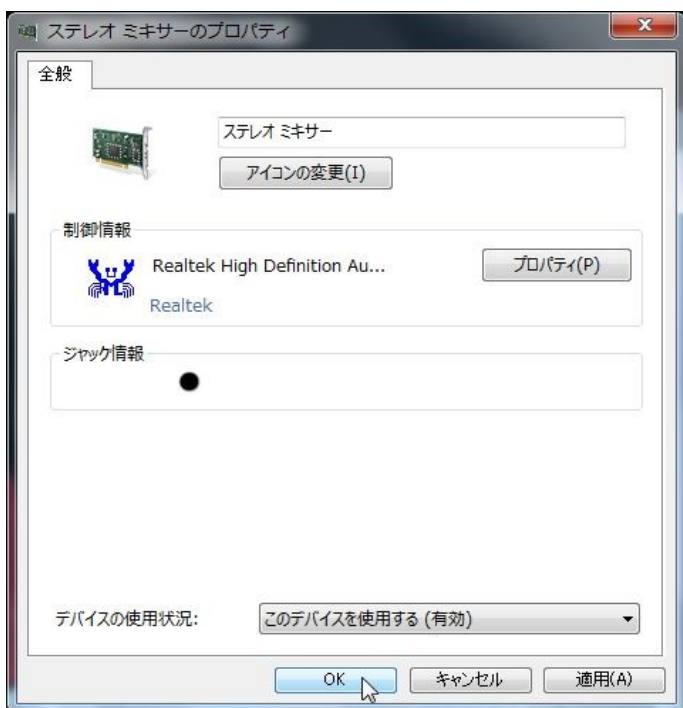 ステレオ ミキサーのプロパティ
全般
ステレオ ミキサー
アイコンの変更(I)
制御情報
Realtek High Definition Au...
プロパティ(P)
Realtek
ジャック情報
デバイスの使用状況:
このデバイスを使用する (有効)
OK
キャンセル
適用(A)